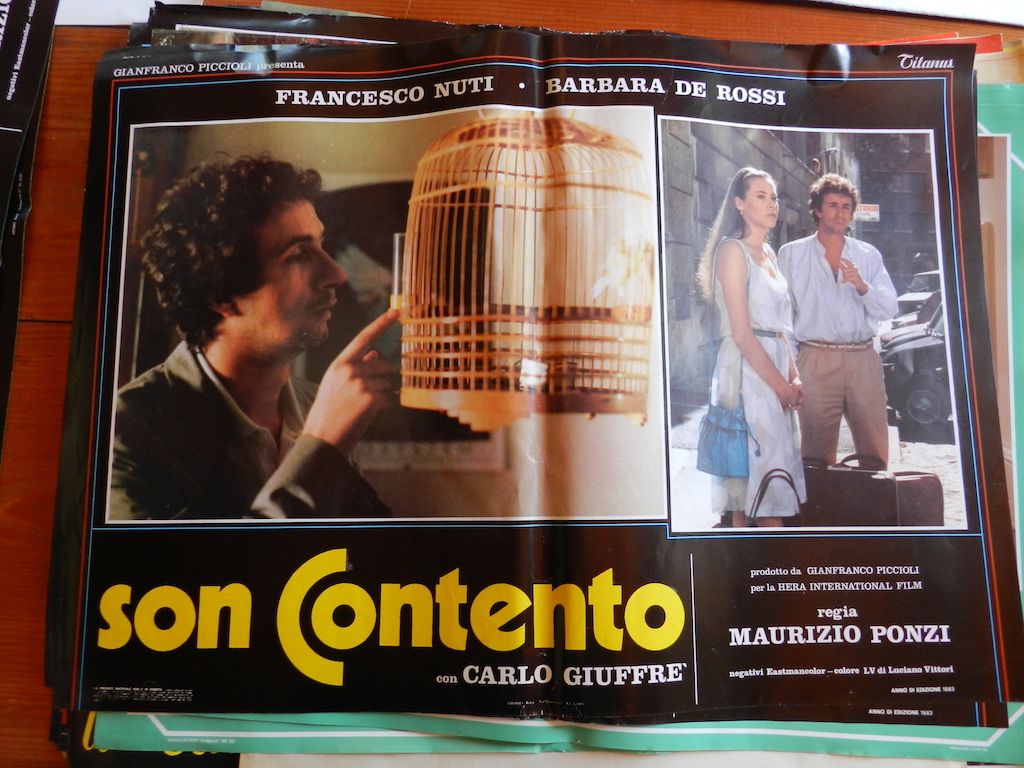 GIANFRANCO PICCIOLI presenta
Titanus
FRANCESCO NUTI · BARBARA DE ROSSI
son Contento
con CARLO GIUFFRE'
prodotto da GIANFRANCO PICCIOLI
per la HERA INTERNATIONAL FILM
regia
MAURIZIO PONZI
negativi Eastmancolor - colore LV di Luciano Vittori
ANNO DI EDIZIONE 1983
ANNO DI EDIZIONE 1983
negativi Eastmancolor